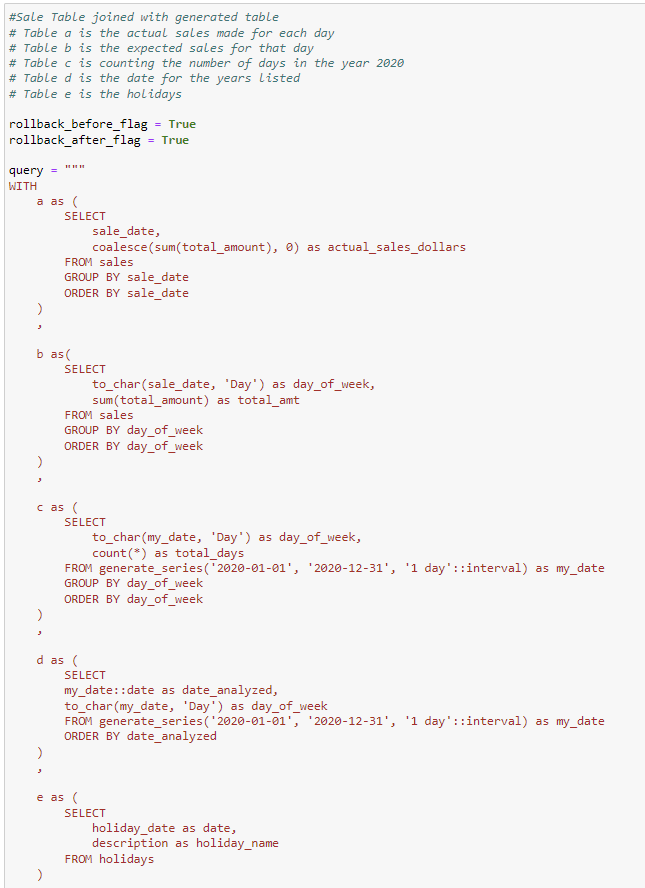 #Sale Table joined with generated table
# Table a is the actual sales made for each day
# Table b is the expected sales for that day
# Table c is counting the number of days in the year 2020
# Table d is the date for the years listed
# Table e is the holidays

rollback_before_flag = True
rollback_after_flag = True

query = """
WITH
    a as (
        SELECT
            sale_date,
            coalesce(sum(total_amount), 0) as actual_sales_dollars
        FROM sales
        GROUP BY sale_date
        ORDER BY sale_date
    )
    ,

    b as(
        SELECT
            to_char(sale_date, 'Day') as day_of_week,
            sum(total_amount) as total_amt
        FROM sales
        GROUP BY day_of_week
        ORDER BY day_of_week
    )
    ,

    c as (
        SELECT
            to_char(my_date, 'Day') as day_of_week,
            count(*) as total_days
        FROM generate_series('2020-01-01', '2020-12-31', '1 day'::interval) as my_date
        GROUP BY day_of_week
        ORDER BY day_of_week
    )
    ,

    d as (
        SELECT
        my_date::date as date_analyzed,
        to_char(my_date, 'Day') as day_of_week
        FROM generate_series('2020-01-01', '2020-12-31', '1 day'::interval) as my_date
        ORDER BY date_analyzed
    )
    ,

    e as (
        SELECT
            holiday_date as date,
            description as holiday_name
        FROM holidays
    )